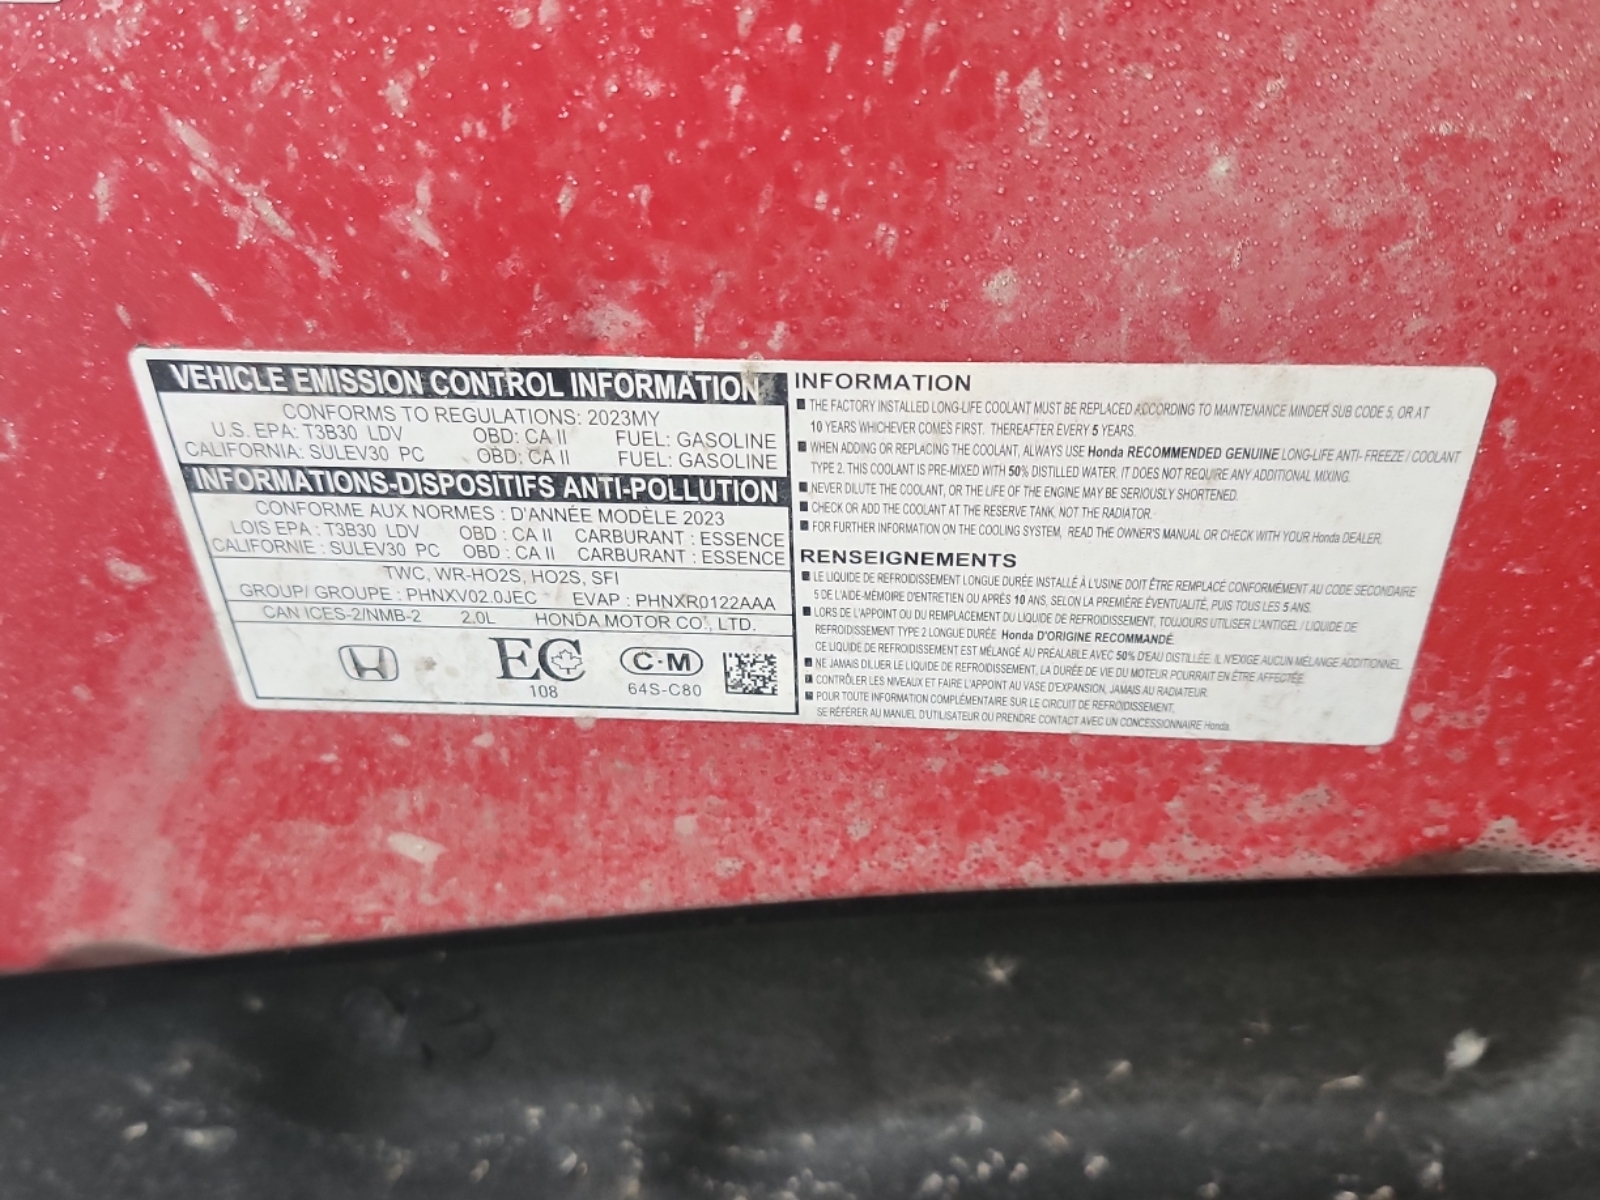 VEHICLE EMISSION CONTROL INFORMATION
CONFORMS TO REGULATIONS: 2023MY
U.S. EPA: T3B30 LDV OBD: CA II FUEL: GASOLINE
CALIFORNIA: SULEV30 PC OBD: CA II FUEL: GASOLINE
INFORMATIONS-DISPOSITIFS ANTI-POLLUTION
CONFORME AUX NORMES : D'ANNÉE MODÈLE 2023
LOIS EPA : T3B30 LDV OBD : CA II CARBURANT : ESSENCE
CALIFORNIE : SULEV30 PC OBD : CA II CARBURANT : ESSENCE
TWC, WR-HO2S, HO2S, SFI
GROUP/ GROUPE : PHNXV02.0JEC EVAP : PHNXR0122AAA
CAN ICES-2/NMB-2 2.0L HONDA MOTOR CO., LTD.
EC
108
C·M
64S-C80
INFORMATION
■ THE FACTORY INSTALLED LONG-LIFE COOLANT MUST BE REPLACED ACCORDING TO MAINTENANCE MINDER SUB CODE 5, OR AT
10 YEARS WHICHEVER COMES FIRST. THEREAFTER EVERY 5 YEARS.
■ WHEN ADDING OR REPLACING THE COOLANT, ALWAYS USE Honda RECOMMENDED GENUINE LONG-LIFE ANTI- FREEZE / COOLANT
TYPE 2. THIS COOLANT IS PRE-MIXED WITH 50% DISTILLED WATER. IT DOES NOT REQUIRE ANY ADDITIONAL MIXING.
■ NEVER DILUTE THE COOLANT, OR THE LIFE OF THE ENGINE MAY BE SERIOUSLY SHORTENED.
■ CHECK OR ADD THE COOLANT AT THE RESERVE TANK, NOT THE RADIATOR.
■ FOR FURTHER INFORMATION ON THE COOLING SYSTEM, READ THE OWNER'S MANUAL OR CHECK WITH YOUR Honda DEALER.
RENSEIGNEMENTS
■ LE LIQUIDE DE REFROIDISSEMENT LONGUE DURÉE INSTALLÉ À L'USINE DOIT ÊTRE REMPLACÉ CONFORMÉMENT AU CODE SECONDAIRE
5 DE L'AIDE-MÉMOIRE D'ENTRETIEN OU APRÈS 10 ANS, SELON LA PREMIÈRE ÉVENTUALITÉ, PUIS TOUS LES 5 ANS.
■ LORS DE L'APPOINT OU DU REMPLACEMENT DU LIQUIDE DE REFROIDISSEMENT, TOUJOURS UTILISER L'ANTIGEL / LIQUIDE DE
REFROIDISSEMENT TYPE 2 LONGUE DURÉE Honda D'ORIGINE RECOMMANDÉ.
CE LIQUIDE DE REFROIDISSEMENT EST MÉLANGÉ AU PRÉALABLE AVEC 50% D'EAU DISTILLÉE. IL N'EXIGE AUCUN MÉLANGE ADDITIONNEL.
■ NE JAMAIS DILUER LE LIQUIDE DE REFROIDISSEMENT, LA DURÉE DE VIE DU MOTEUR POURRAIT EN ÊTRE AFFECTÉE.
■ CONTRÔLER LES NIVEAUX ET FAIRE L'APPOINT AU VASE D'EXPANSION, JAMAIS AU RADIATEUR.
■ POUR TOUTE INFORMATION COMPLÉMENTAIRE SUR LE CIRCUIT DE REFROIDISSEMENT,
SE RÉFÉRER AU MANUEL D'UTILISATEUR OU PRENDRE CONTACT AVEC UN CONCESSIONNAIRE Honda.